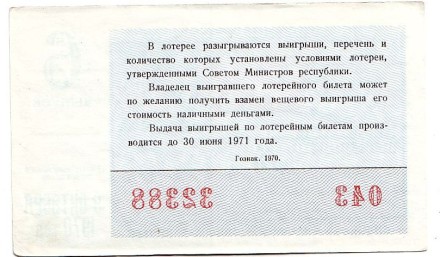 В лотерее разыгрываются выигрыши, перечень и
количество которых установлены условиями лотереи,
утвержденными Советом Министров республики.
Владелец выигравшего лотерейного билета может
по желанию получить взамен вещевого выигрыша его
стоимость наличными деньгами.
Выдача выигрышей по лотерейным билетам произ-
водится до 30 июня 1971 года.
Гознак. 1970.
32388 043